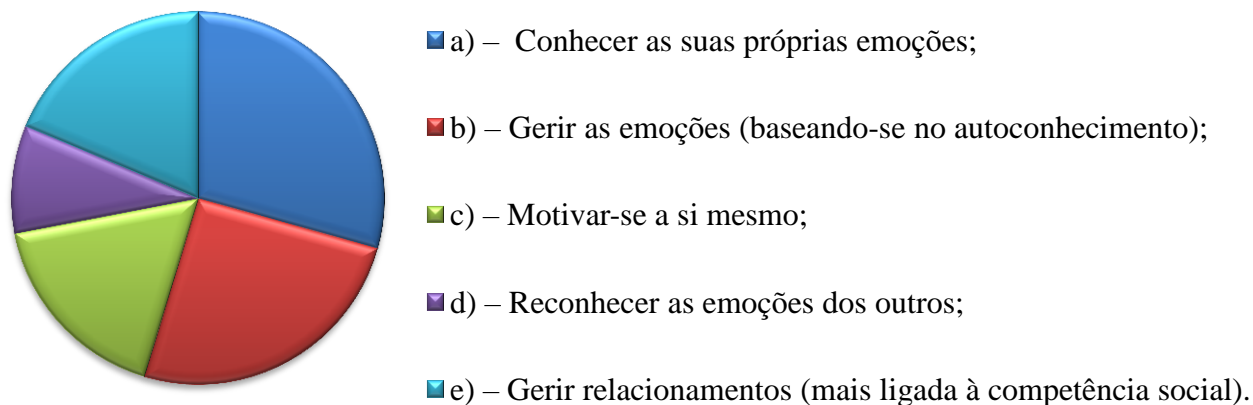 a) – Conhecer as suas próprias emoções;
b) – Gerir as emoções (baseando-se no autoconhecimento);
c) – Motivar-se a si mesmo;
d) – Reconhecer as emoções dos outros;
e) – Gerir relacionamentos (mais ligada à competência social).